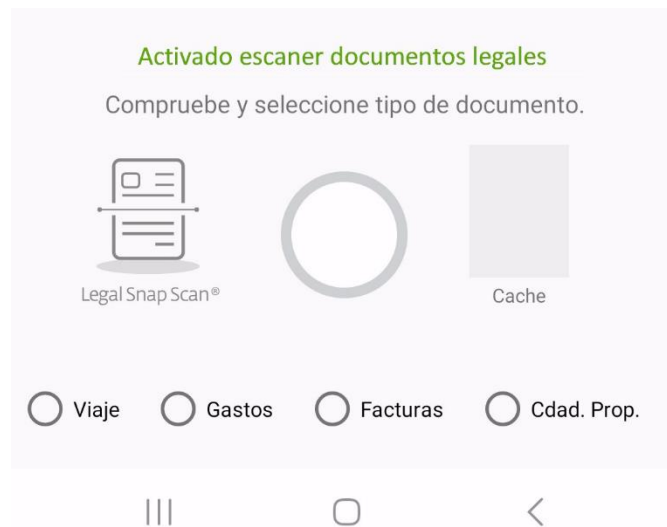 Activado escaner documentos legales
Compruebe y seleccione tipo de documento.
Legal Snap Scan®
Cache
Viaje Gastos Facturas Cdad. Prop.